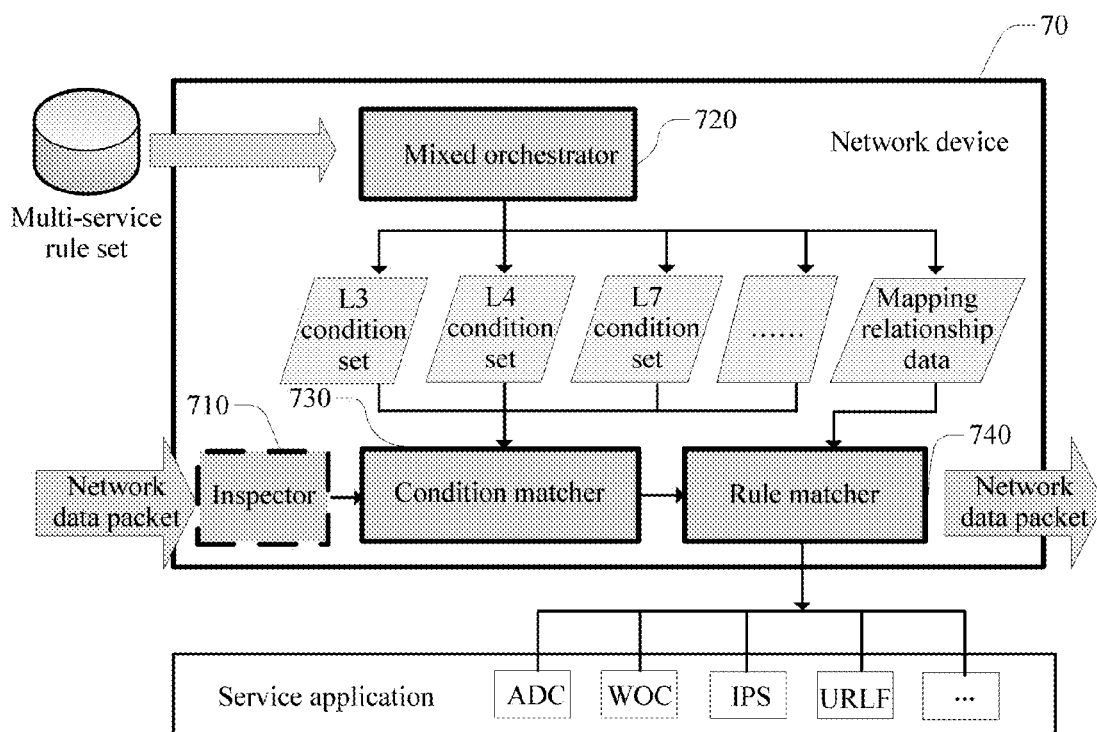 70
720
Mixed orchestrator
Network device
Multi-service
rule set
L3
condition
set
L4
condition
set
L7
condition
set
......
Mapping
relationship
data
730
710
740
Network
data packet
Inspector
Condition matcher
Rule matcher
Network
data packet
Service application
ADC
WOC
IPS
URLF
...